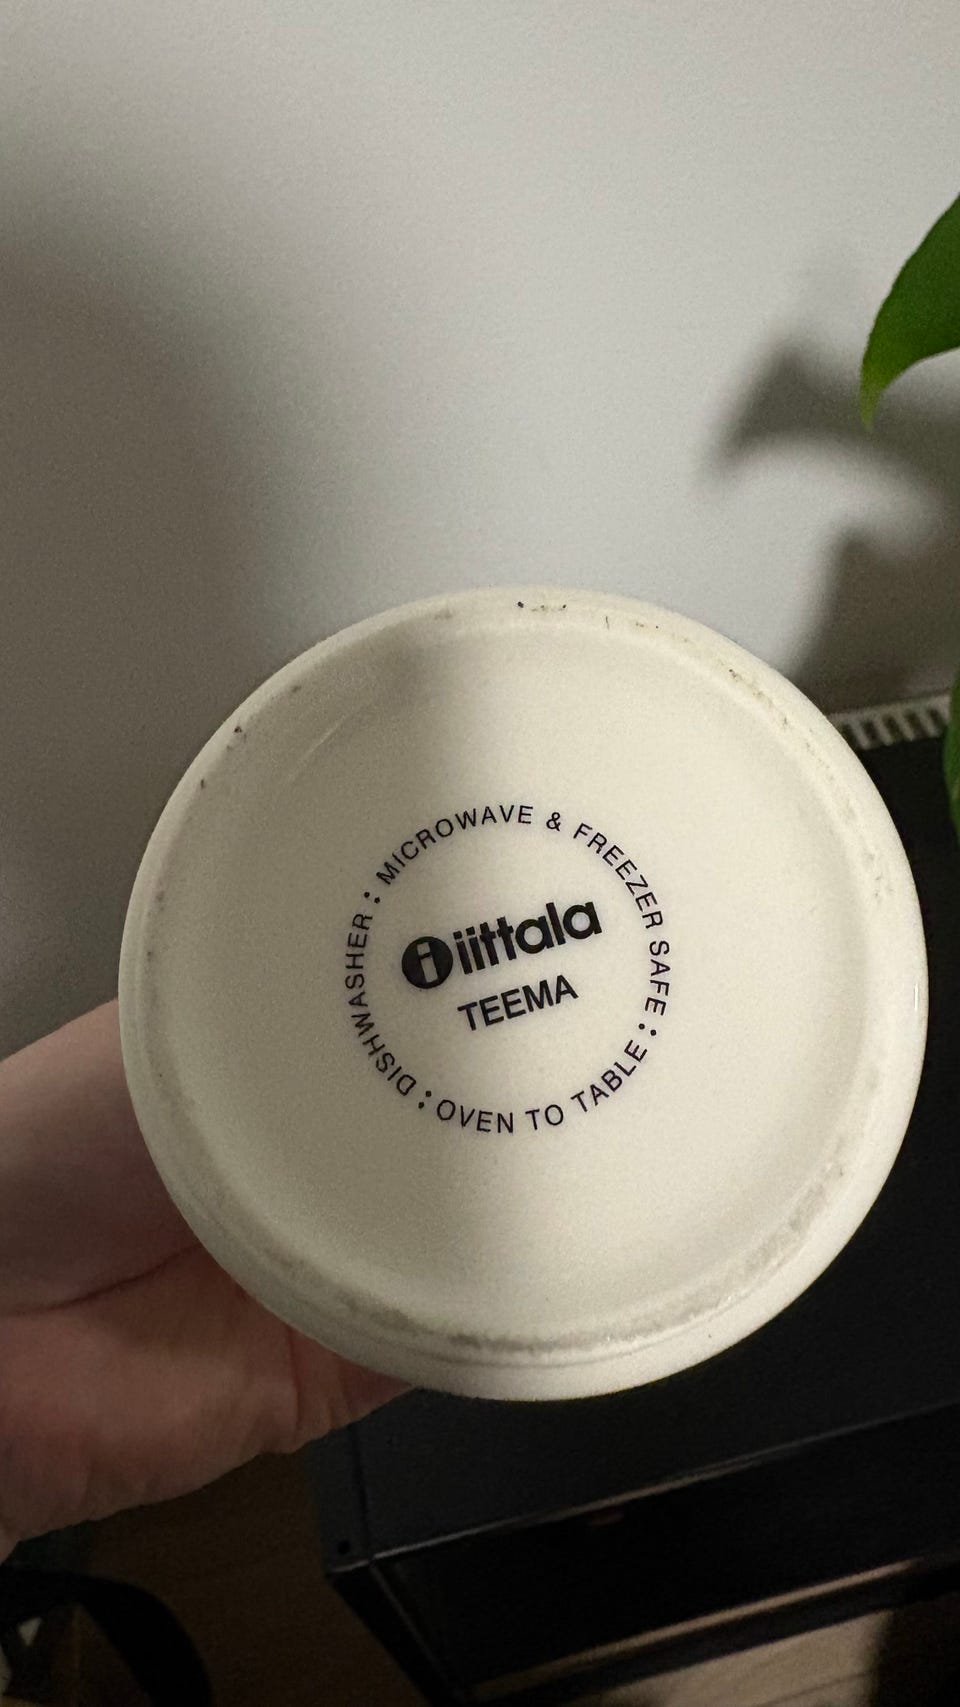 MICROWAVE & FREEZER SAFE :
OVEN TO TABLE :
DISHWASHER :
i iittala
TEEMA